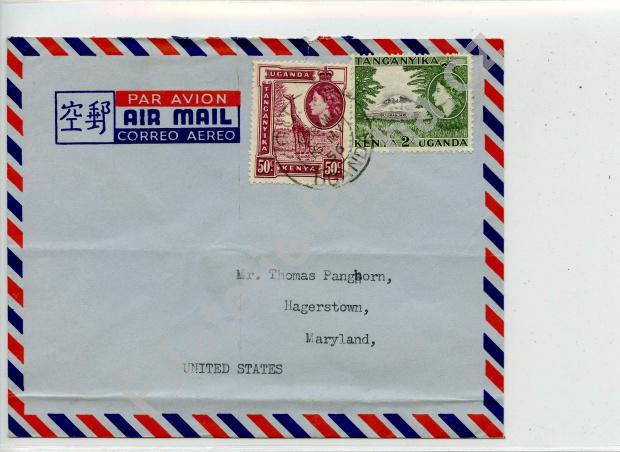 空郵
PAR AVION
AIR MAIL
CORREO AEREO
UGANDA
TANGANYIKA
50c KENYA 50c
TANGANYIKA
KENYA 2/- UGANDA
Mr. Thomas Panghorn,
Hagerstown,
Maryland,
UNITED STATES